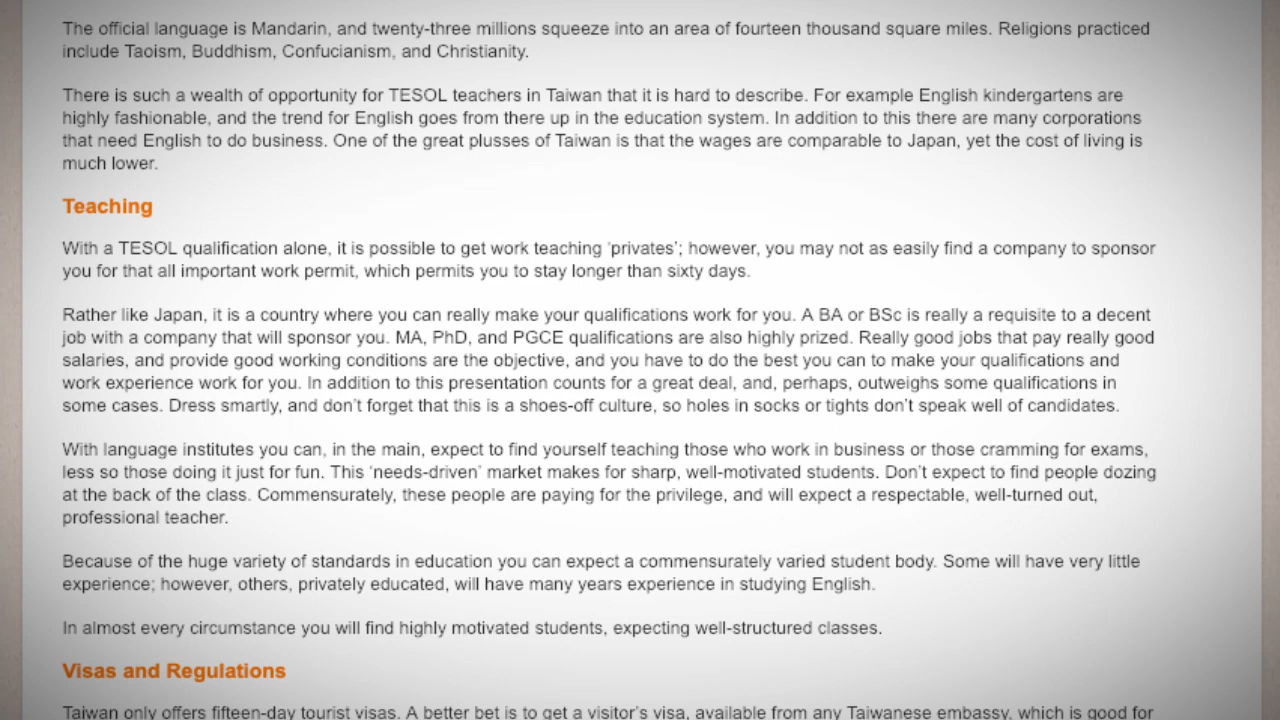 The official language is Mandarin, and twenty-three millions squeeze into an area of fourteen thousand square miles. Religions practiced
include Taoism, Buddhism, Confucianism, and Christianity.
There is such a wealth of opportunity for TESOL teachers in Taiwan that it is hard to describe. For example English kindergartens are
highly fashionable, and the trend for English goes from there up in the education system. In addition to this there are many corporations
that need English to do business. One of the great plusses of Taiwan is that the wages are comparable to Japan, yet the cost of living is
much lower.
Teaching
With a TESOL qualification alone, it is possible to get work teaching ‘privates’; however, you may not as easily find a company to sponsor
you for that all important work permit, which permits you to stay longer than sixty days.
Rather like Japan, it is a country where you can really make your qualifications work for you. A BA or BSc is really a requisite to a decent
job with a company that will sponsor you. MA, PhD, and PGCE qualifications are also highly prized. Really good jobs that pay really good
salaries, and provide good working conditions are the objective, and you have to do the best you can to make your qualifications and
work experience work for you. In addition to this presentation counts for a great deal, and, perhaps, outweighs some qualifications in
some cases. Dress smartly, and don’t forget that this is a shoes-off culture, so holes in socks or tights don’t speak well of candidates.
With language institutes you can, in the main, expect to find yourself teaching those who work in business or those cramming for exams,
less so those doing it just for fun. This ‘needs-driven’ market makes for sharp, well-motivated students. Don’t expect to find people dozing
at the back of the class. Commensurately, these people are paying for the privilege, and will expect a respectable, well-turned out,
professional teacher.
Because of the huge variety of standards in education you can expect a commensurately varied student body. Some will have very little
experience; however, others, privately educated, will have many years experience in studying English.
In almost every circumstance you will find highly motivated students, expecting well-structured classes.
Visas and Regulations
Taiwan only offers fifteen-day tourist visas. A better bet is to get a visitor’s visa, available from any Taiwanese embassy, which is good for